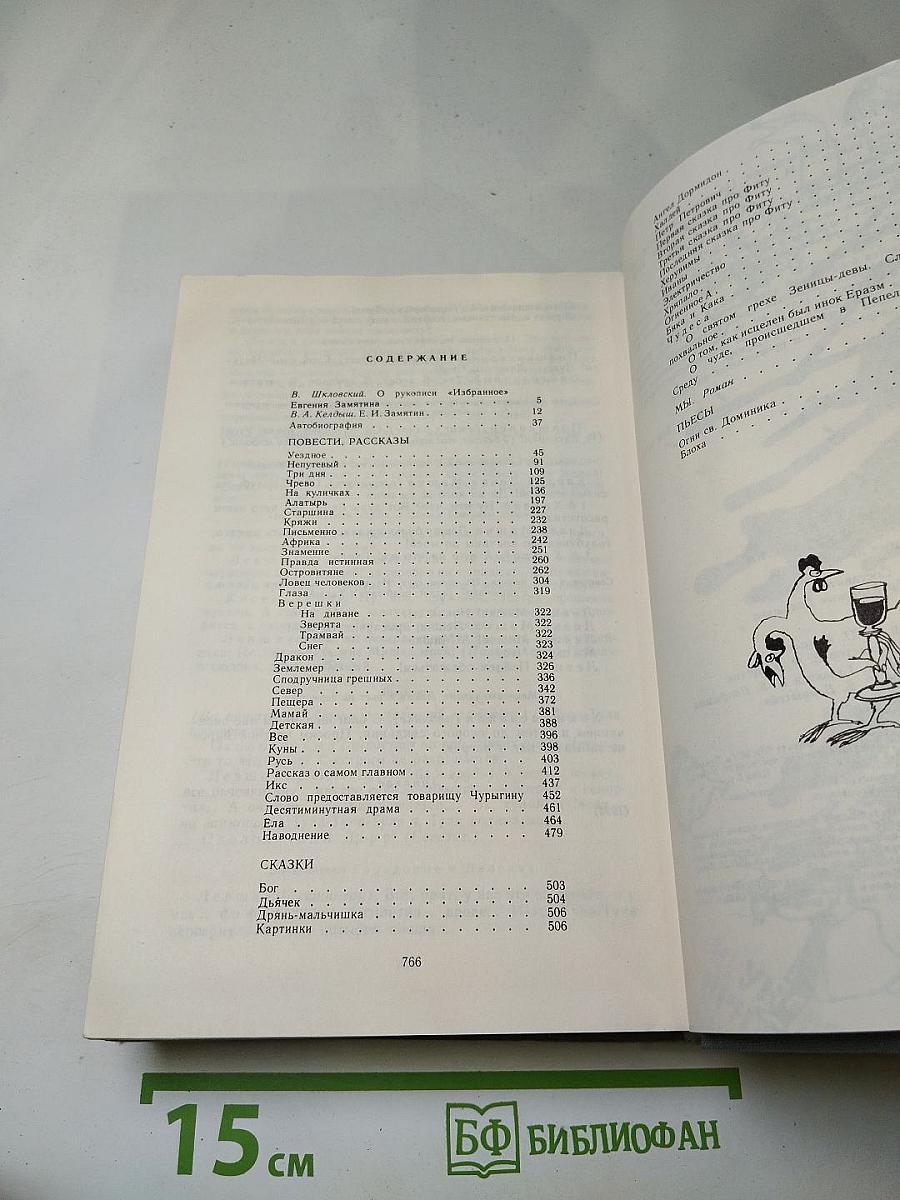 СОДЕРЖАНИЕ
В. Шкловский. О рукописи «Избранное»
Евгения Замятина . . . . . . . . . . 5
В. А. Келдыш. Е. И. Замятин . . . . . . . . 12
Автобиография . . . . . . . . . . 37
ПОВЕСТИ, РАССКАЗЫ
Уездное . . . . . . . . . . 45
Непутевый . . . . . . . . . . 91
Три дня . . . . . . . . . . 109
Чрево . . . . . . . . . . 125
На куличках . . . . . . . . . . 136
Алатырь . . . . . . . . . . 197
Старшина . . . . . . . . . . 227
Кряжи . . . . . . . . . . 232
Письменно . . . . . . . . . . 238
Африка . . . . . . . . . . 242
Знамение . . . . . . . . . . 251
Правда истинная . . . . . . . . . . 260
Островитяне . . . . . . . . . . 262
Ловец человеков . . . . . . . . . . 304
Глаза . . . . . . . . . . 319
Верешки
На диване . . . . . . . . . . 322
Зверята . . . . . . . . . . 322
Трамвай . . . . . . . . . . 322
Снег . . . . . . . . . . 323
Дракон . . . . . . . . . . 324
Землемер . . . . . . . . . . 326
Сподручница грешных . . . . . . . . . . 336
Север . . . . . . . . . . 342
Пещера . . . . . . . . . . 372
Мамай . . . . . . . . . . 381
Детская . . . . . . . . . . 388
Все . . . . . . . . . . 396
Куны . . . . . . . . . . 398
Русь . . . . . . . . . . 403
Рассказ о самом главном . . . . . . . . 412
Икс . . . . . . . . . . 437
Слово предоставляется товарищу Чурыгину 452
Десятиминутная драма . . . . . . . . 461
Ела . . . . . . . . . . 464
Наводнение . . . . . . . . . . 479
СКАЗКИ
Бог . . . . . . . . . . 503
Дьячек . . . . . . . . . . 504
Дрянь-мальчишка . . . . . . . . . . 506
Картинки . . . . . . . . . . 506
766
Ангел Дормидон . . . . . . . .
Халдей . . . . . . . .
Петр Петрович . . . . . . . .
Первая сказка про Фиту . . . . . .
Вторая сказка про Фиту . . . . . .
Третья сказка про Фиту . . . . . .
Последняя сказка про Фиту . . . . . .
Херувимы . . . . . . . .
Иваны . . . . . . . .
Электричество . . . . . . . .
Хряпало . . . . . . . .
Огненное А . . . . . . . .
Бяка и Кака . . . . . . . .
Чудеса
О святом грехе Зеницы-девы. Сл
похвальное . . . . . . . .
О том, как исцелен был инок Еразм . .
О чуде, происшедшем в Пепел
Среду . . . . . . . .
МЫ. Роман . . . . . . . .
ПЬЕСЫ
Огни св. Доминика . . . . . . . .
Блоха . . . . . . . .
15 см
БФ БИБЛИОФАН